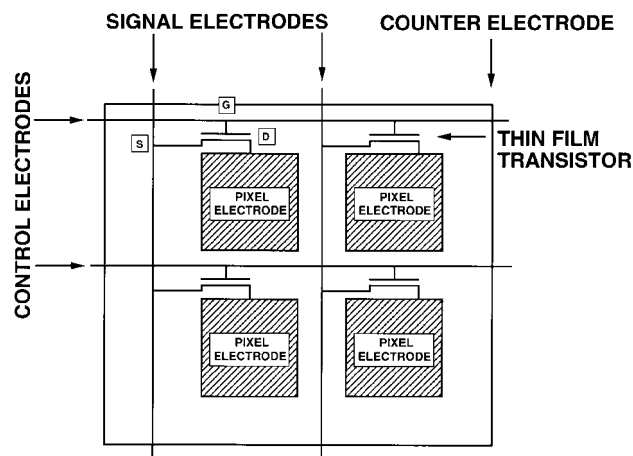 SIGNAL ELECTRODES
COUNTER ELECTRODE
CONTROL ELECTRODES
G
S
D
THIN FILM
TRANSISTOR
PIXEL
ELECTRODE
PIXEL
ELECTRODE
PIXEL
ELECTRODE
PIXEL
ELECTRODE